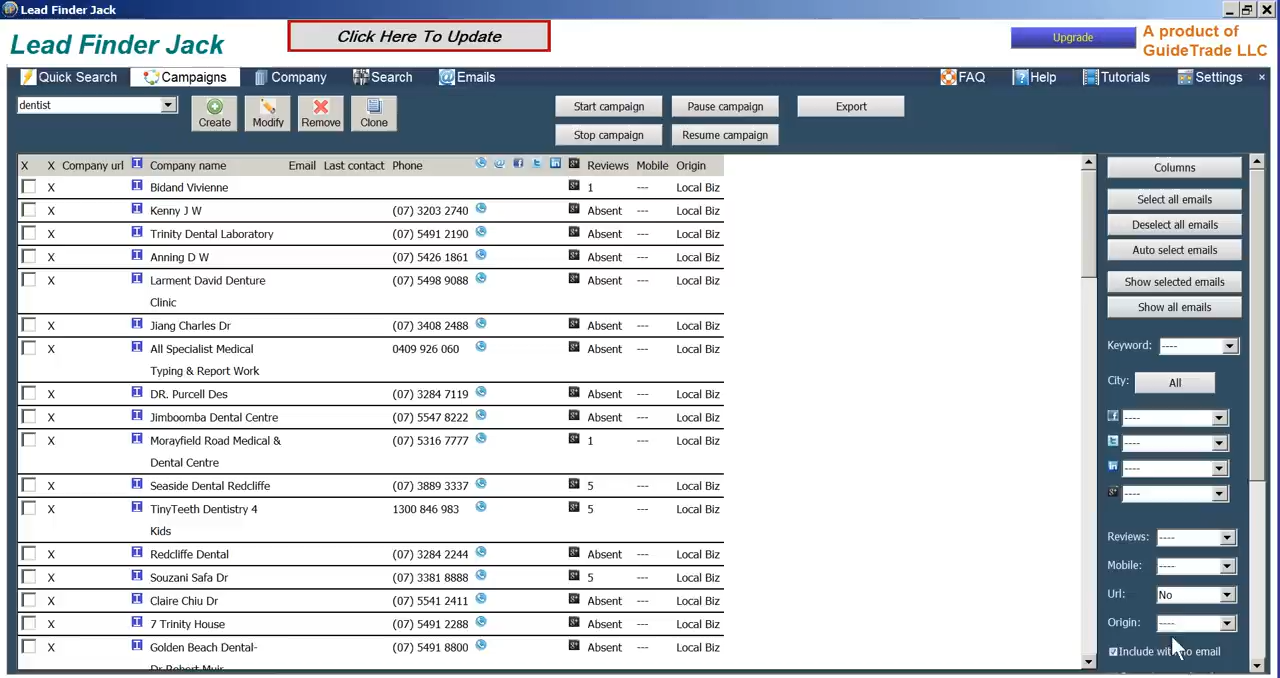 Lead Finder Jack
Lead Finder Jack
Click Here To Update
Upgrade
A product of
GuideTrade LLC
Quick Search
Campaigns
Company
Search
Emails
FAQ
Help
Tutorials
Settings
dentist
Create
Modify
Remove
Clone
Start campaign
Pause campaign
Export
Stop campaign
Resume campaign
X X Company url Company name Email Last contact Phone Reviews Mobile Origin
X Bidand Vivienne 1 --- Local Biz
X Kenny J W (07) 3203 2740 Absent --- Local Biz
X Trinity Dental Laboratory (07) 5491 2190 Absent --- Local Biz
X Anning D W (07) 5426 1861 Absent --- Local Biz
X Larment David Denture (07) 5498 9088 Absent --- Local Biz
Clinic
X Jiang Charles Dr (07) 3408 2488 Absent --- Local Biz
X All Specialist Medical 0409 926 060 Absent --- Local Biz
Typing & Report Work
X DR. Purcell Des (07) 3284 7119 Absent --- Local Biz
X Jimboomba Dental Centre (07) 5547 8222 Absent --- Local Biz
X Morayfield Road Medical & (07) 5316 7777 1 --- Local Biz
Dental Centre
X Seaside Dental Redcliffe (07) 3889 3337 5 --- Local Biz
X TinyTeeth Dentistry 4 1300 846 983 5 --- Local Biz
Kids
X Redcliffe Dental (07) 3284 2244 Absent --- Local Biz
X Souzani Safa Dr (07) 3381 8888 5 --- Local Biz
X Claire Chiu Dr (07) 5541 2411 Absent --- Local Biz
X 7 Trinity House (07) 5491 2288 Absent --- Local Biz
X Golden Beach Dental- (07) 5491 8800 Absent --- Local Biz
Dr Robert Muir
Columns
Select all emails
Deselect all emails
Auto select emails
Show selected emails
Show all emails
Keyword: ----
City: All
----
----
----
----
Reviews: ----
Mobile: ----
Url: No
Origin: ----
Include with no email